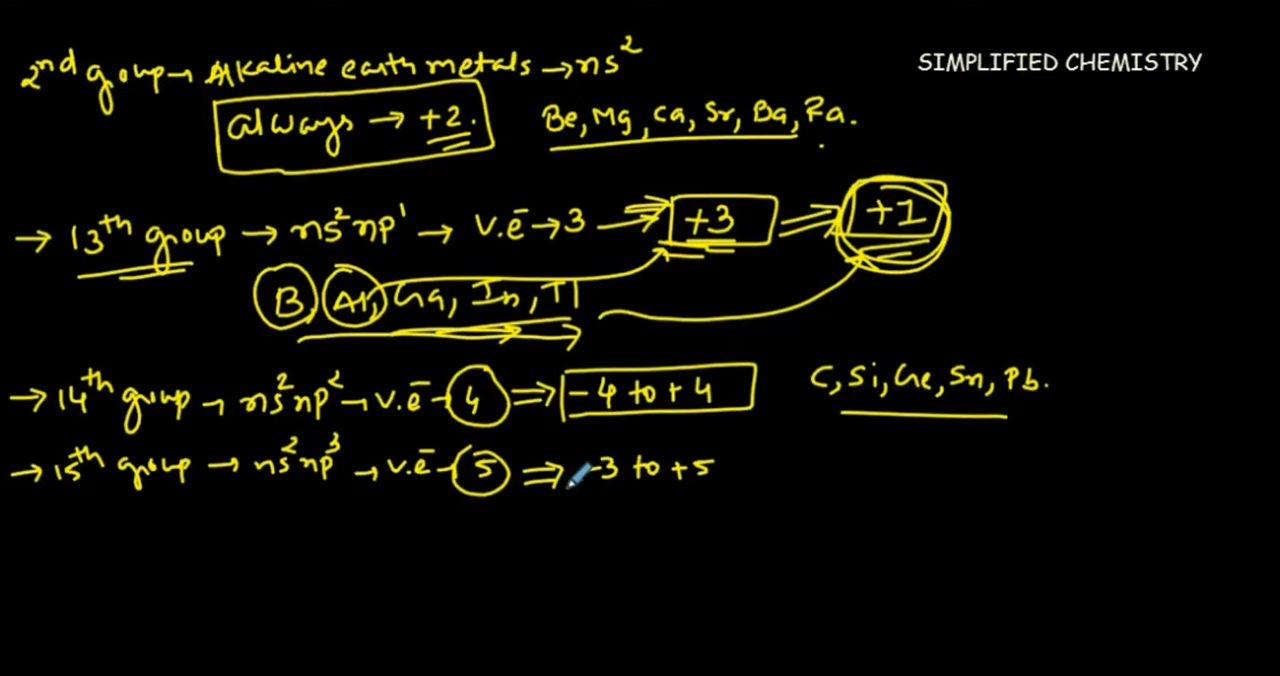 2nd group → Alkaline earth metals → ns²
SIMPLIFIED CHEMISTRY
always → +2.
Be, Mg, Ca, Sr, Ba, Ra.
→ 13th group → ns²np¹ → v.e⁻ → 3 → +3 ⇒ +1
B, Al, Ga, In, Tl
→ 14th group → ns²np² → v.e⁻ → 4 ⇒ -4 to +4
C, Si, Ge, Sn, Pb.
→ 15th group → ns²np³ → v.e⁻ → 5 ⇒ -3 to +5